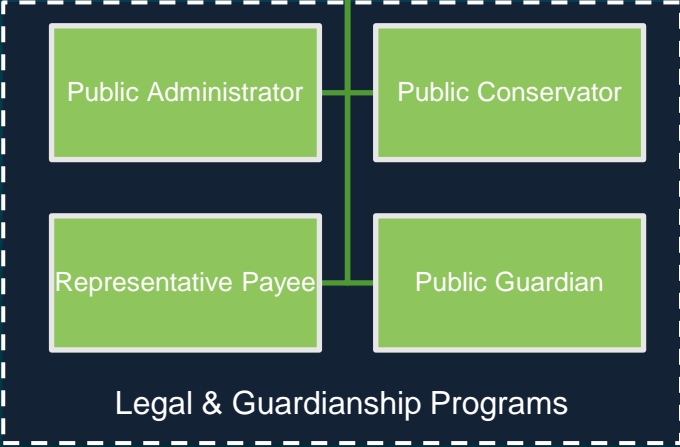 Public Administrator
Public Conservator
Representative Payee
Public Guardian
Legal & Guardianship Programs